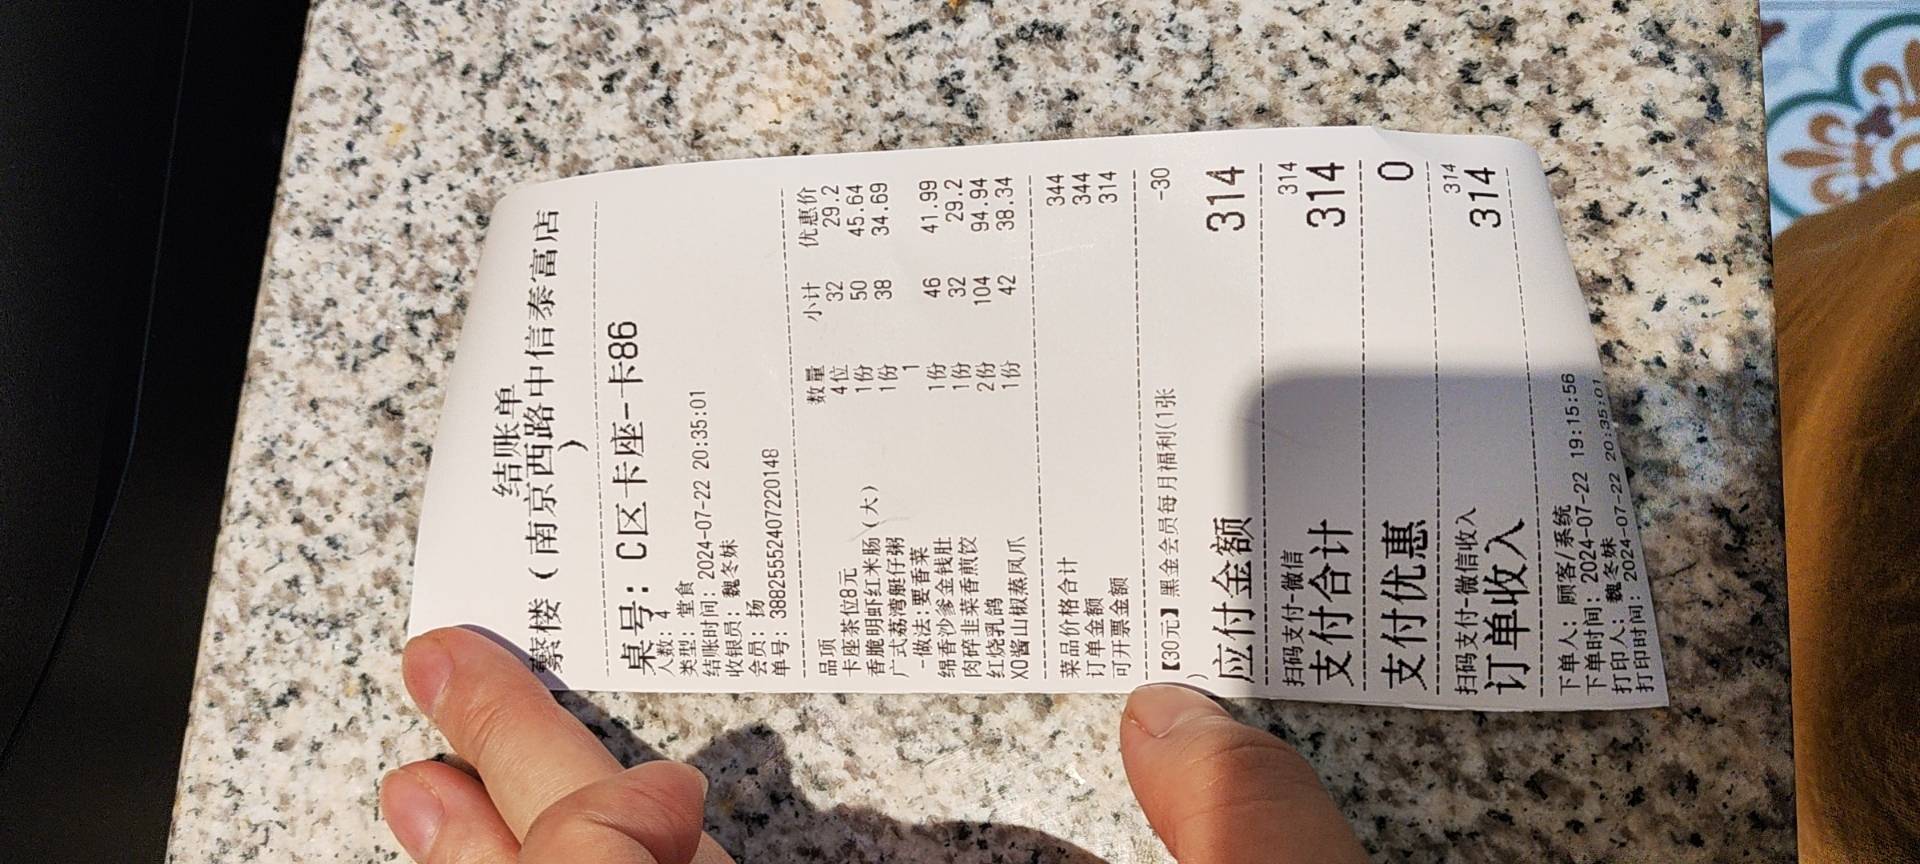 结账单
蔡楼(南京西路中信泰富店
)
桌号: C区卡座-卡86
人数: 4
类型: 堂食
结账时间: 2024-07-22 20:35:01
收银员: 魏冬妹
会员: 扬
单号: 3882555240722​0148
品项 数量 小计 优惠价
卡座茶位8元 4位 32 29.2
香脆明虾红米肠(大) 1份 50 45.64
广式荔湾艇仔粥 1份 38 34.69
-做法:要香菜 1
绵香沙爹金钱肚 1份 46 41.99
肉碎韭菜香煎饺 1份 32 29.2
红烧乳鸽 2份 104 94.94
XO酱山椒蒸凤爪 1份 42 38.34
菜品价格合计 344
订单金额 344
可开票金额 314
【30元】黑金会员每月福利(1张 -30
)
应付金额 314
扫码支付-微信 314
支付合计 314
支付优惠 0
扫码支付-微信收入 314
订单收入 314
下单人: 顾客/系统
下单时间: 2024-07-22 19:15:56
打印人: 魏冬妹
打印时间: 2024-07-22 20:35:01